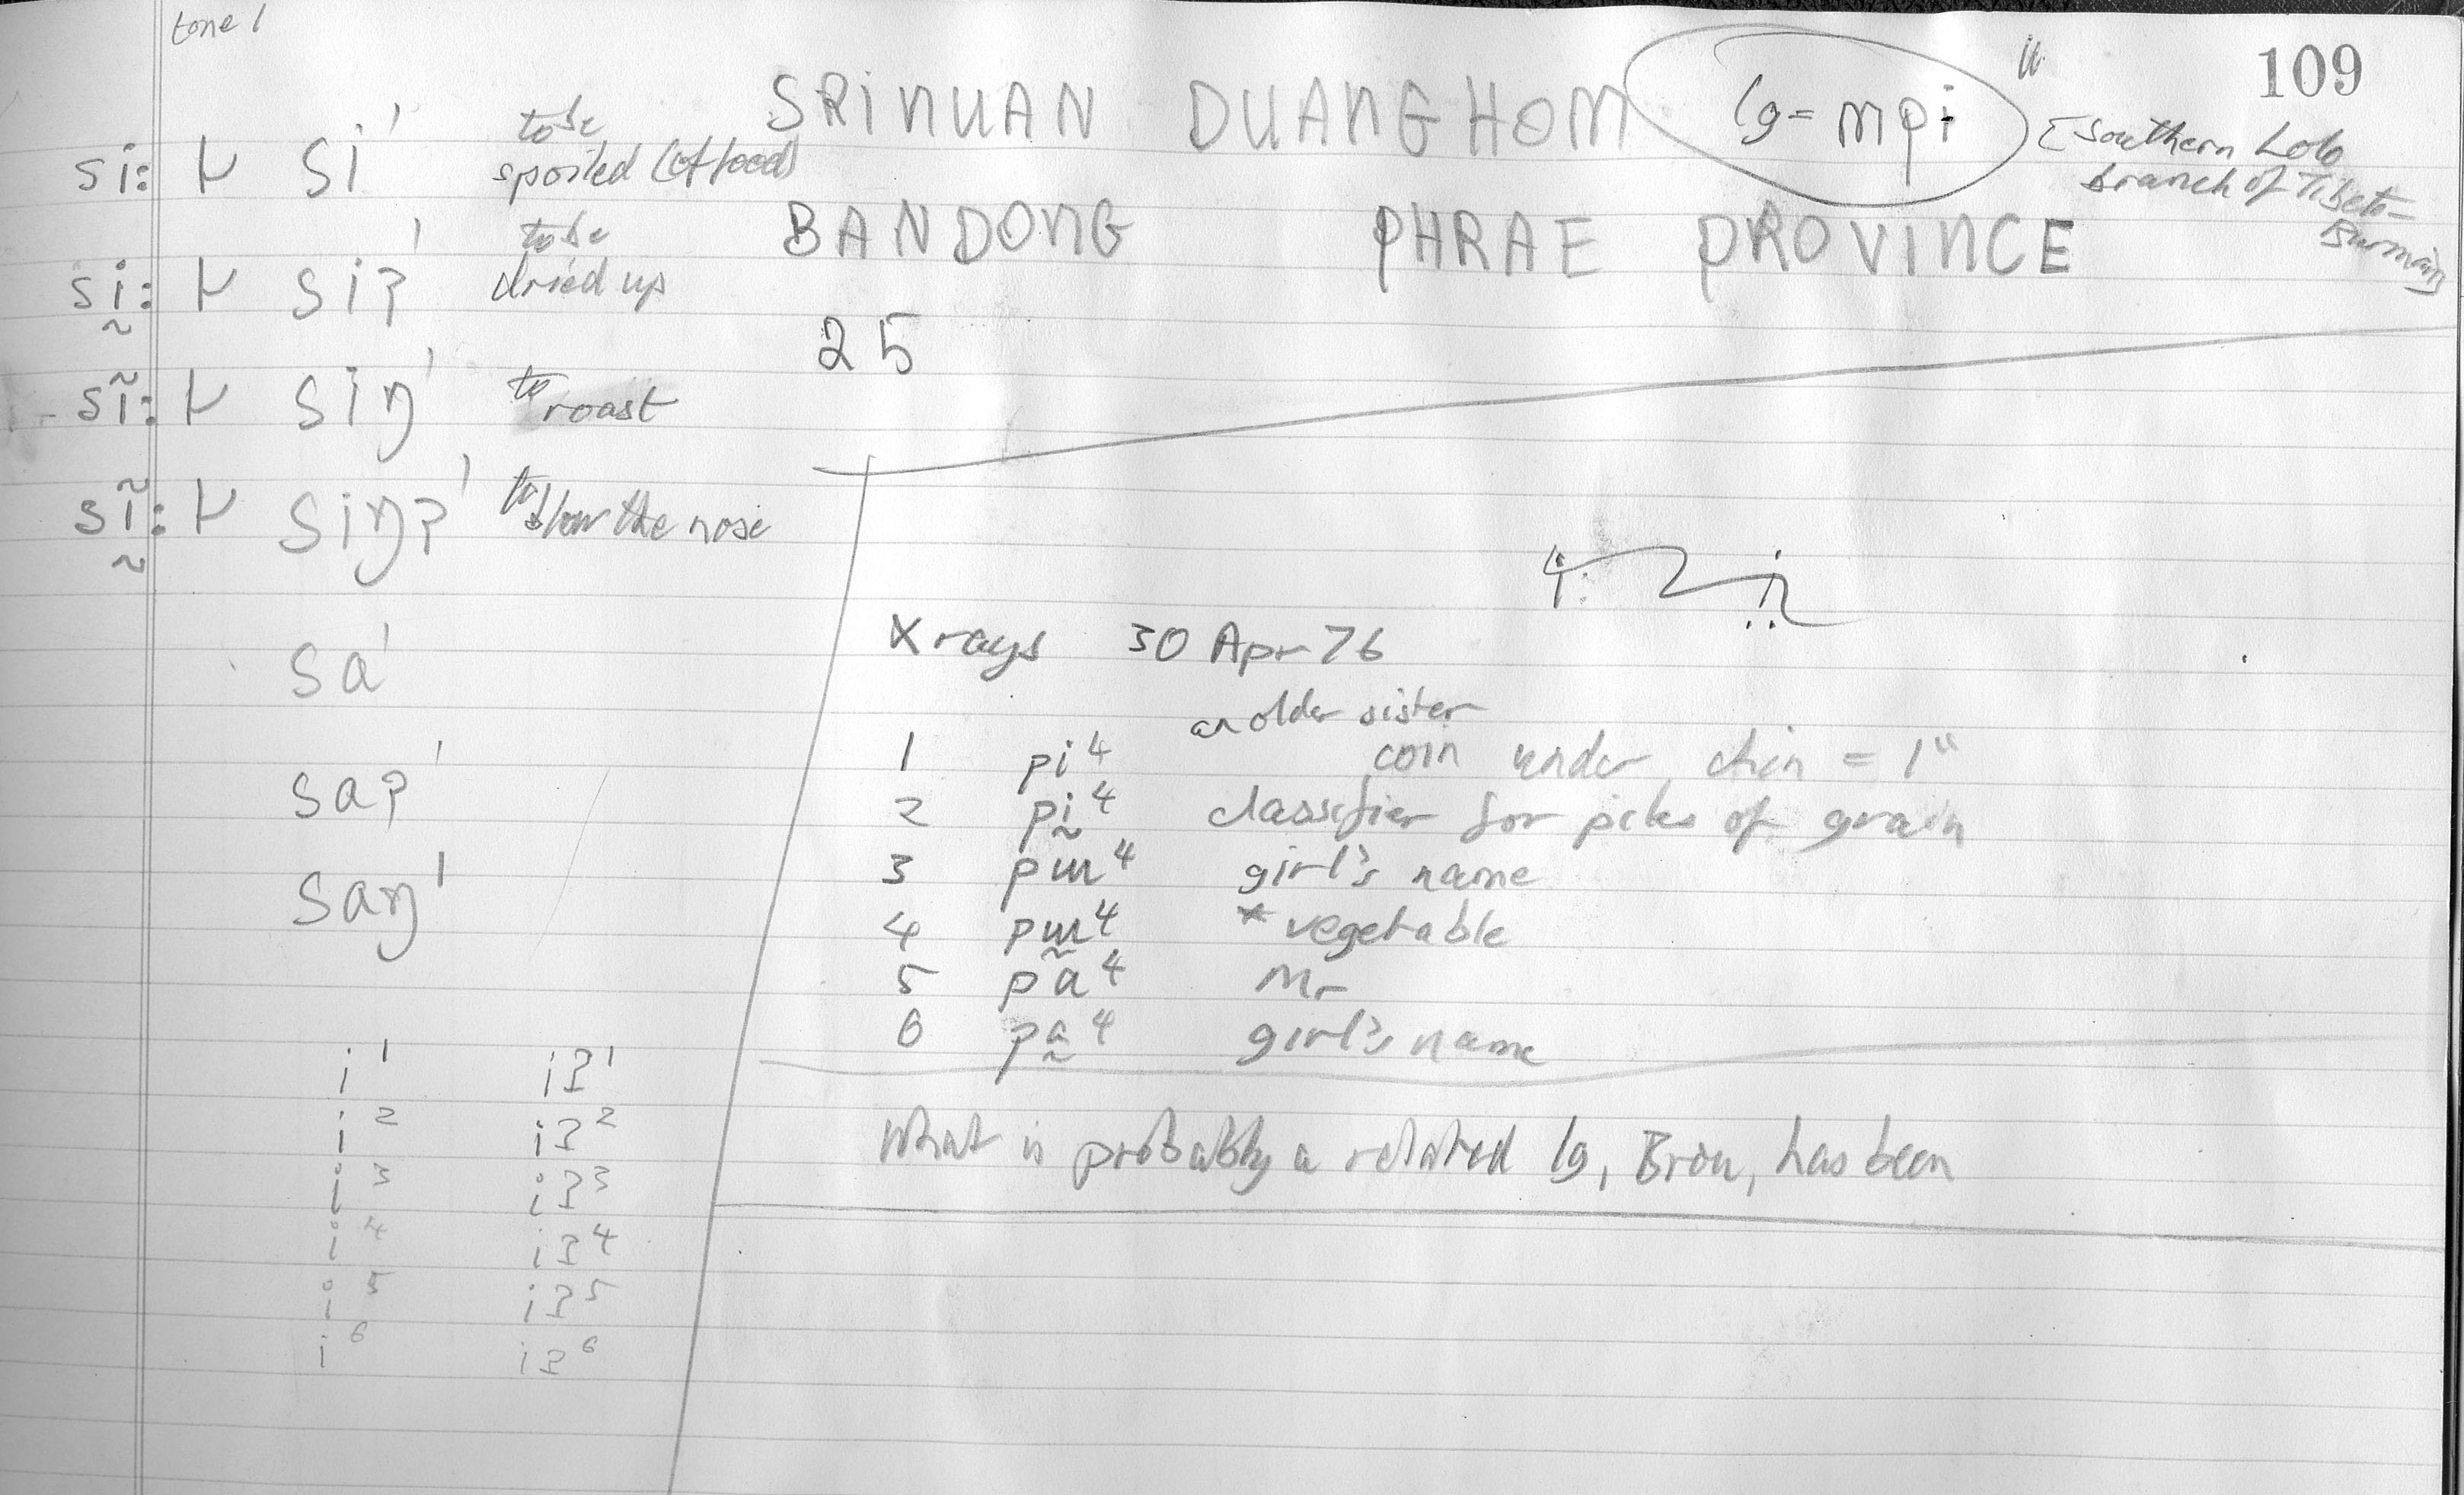 tone 1
109
SRINUAN DUANGHOM lg = mpi
[Southern Lolo
branch of Tibeto-
Burman]
BANDONG PHRAE PROVINCE
25
si: si¹ to be spoiled (of food)
sḭ: siʔ¹ to be dried up
sĩ: siŋ¹ to roast
sḭ̃: siŋʔ¹ to blow the nose
sa¹
saʔ¹
saŋ¹
i¹ iʔ¹
i² iʔ²
i³ iʔ³
i⁴ iʔ⁴
i⁵ iʔ⁵
i⁶ iʔ⁶
X rays 30 Apr 76
1 pi⁴ an older sister
coin under chin = 1"
2 pḭ⁴ classifier for piles of grain
3 pɯ⁴ girl's name
4 pɯ̰⁴ * vegetable
5 pa⁴ Mr
6 pa̰⁴ girl's name
What is probably a related lg, Brou, has been